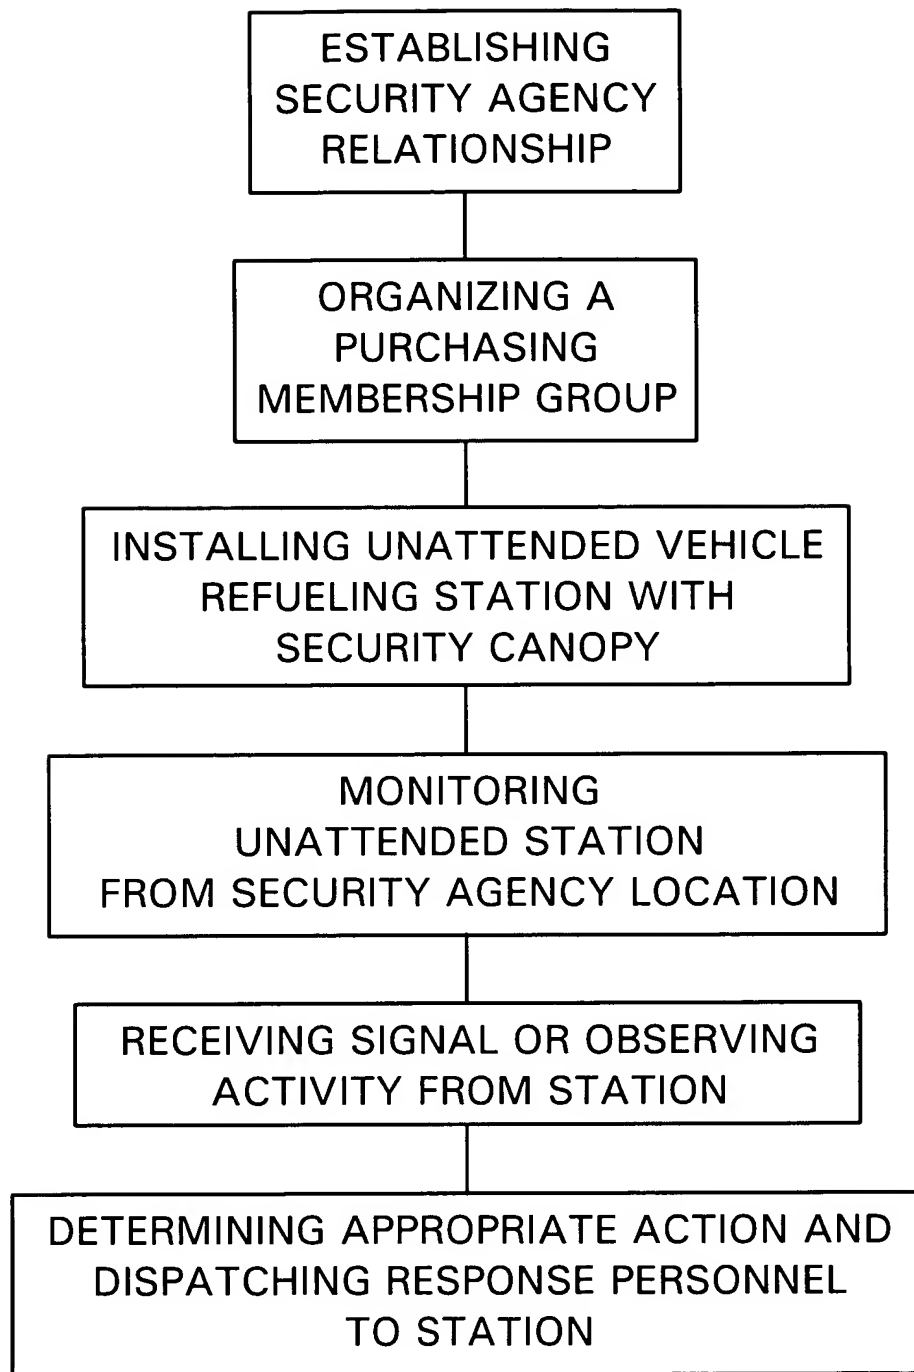 ESTABLISHING
SECURITY AGENCY
RELATIONSHIP
ORGANIZING A
PURCHASING
MEMBERSHIP GROUP
INSTALLING UNATTENDED VEHICLE
REFUELING STATION WITH
SECURITY CANOPY
MONITORING
UNATTENDED STATION
FROM SECURITY AGENCY LOCATION
RECEIVING SIGNAL OR OBSERVING
ACTIVITY FROM STATION
DETERMINING APPROPRIATE ACTION AND
DISPATCHING RESPONSE PERSONNEL
TO STATION